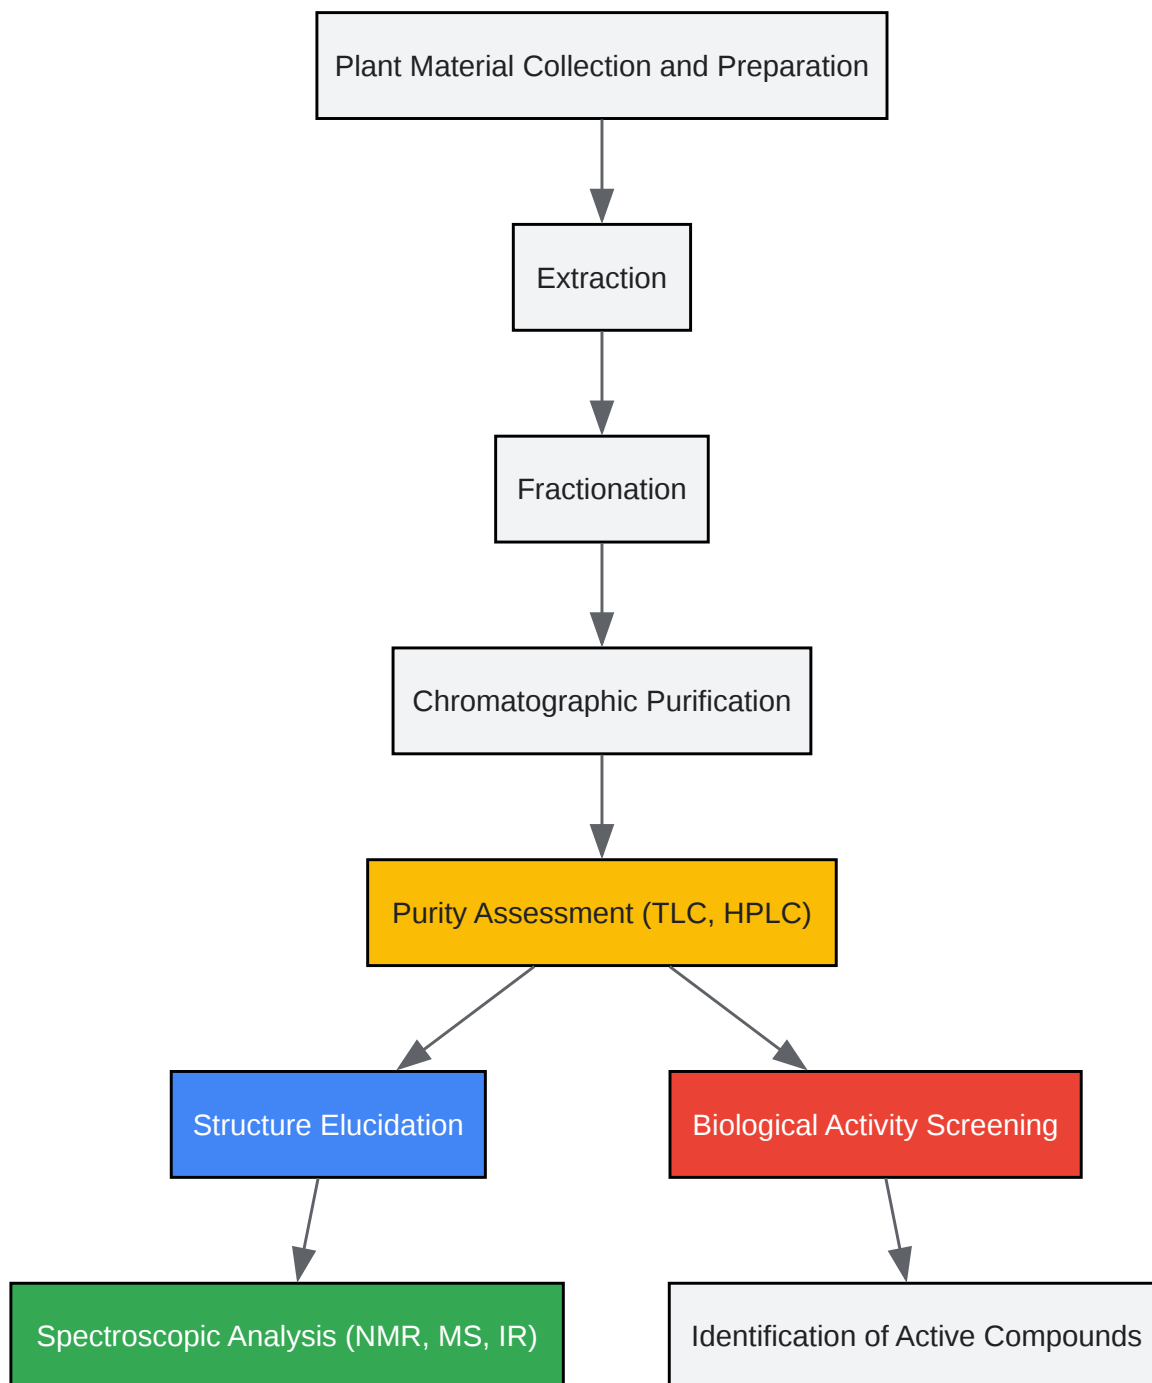 Plant Material Collection and Preparation
Extraction
Fractionation
Chromatographic Purification
Purity Assessment (TLC, HPLC)
Structure Elucidation
Biological Activity Screening
Spectroscopic Analysis (NMR, MS, IR)
Identification of Active Compounds